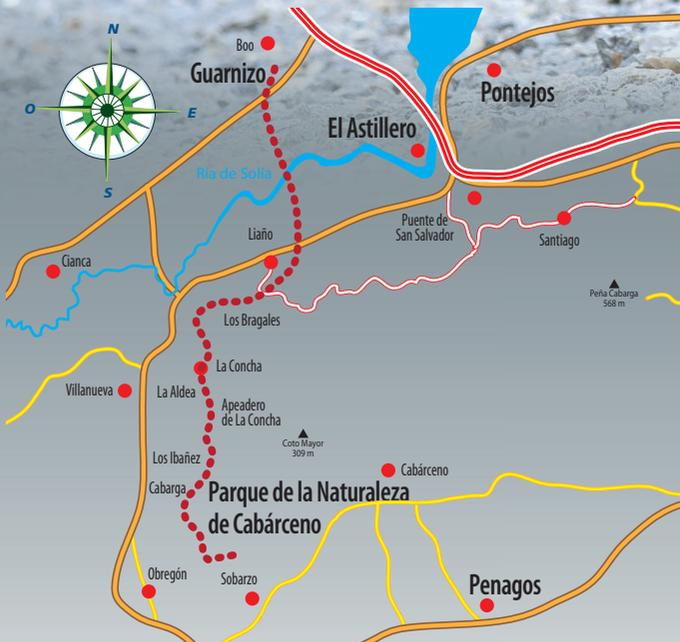 N
O
E
S
Boo
Guarnizo
Pontejos
El Astillero
Ría de Solía
Puente de
San Salvador
Santiago
Liaño
Cianca
Peña Cabarga
568 m
Los Bragales
La Concha
Villanueva
La Aldea
Apeadero
de La Concha
Coto Mayor
309 m
Los Ibañez
Cabárceno
Cabarga
Parque de la Naturaleza
de Cabárceno
Obregón
Sobarzo
Penagos